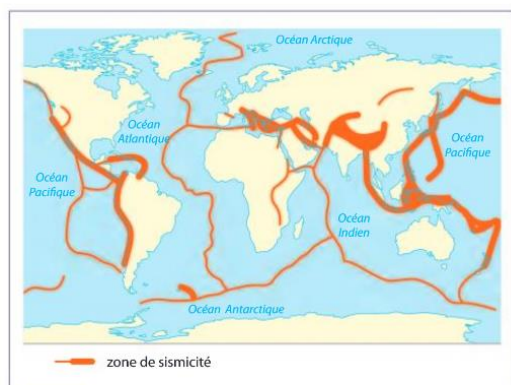 Océan Arctique
Océan
Atlantique
Océan
Pacifique
Océan
Pacifique
Océan
Indien
Océan Antarctique
zone de sismicité